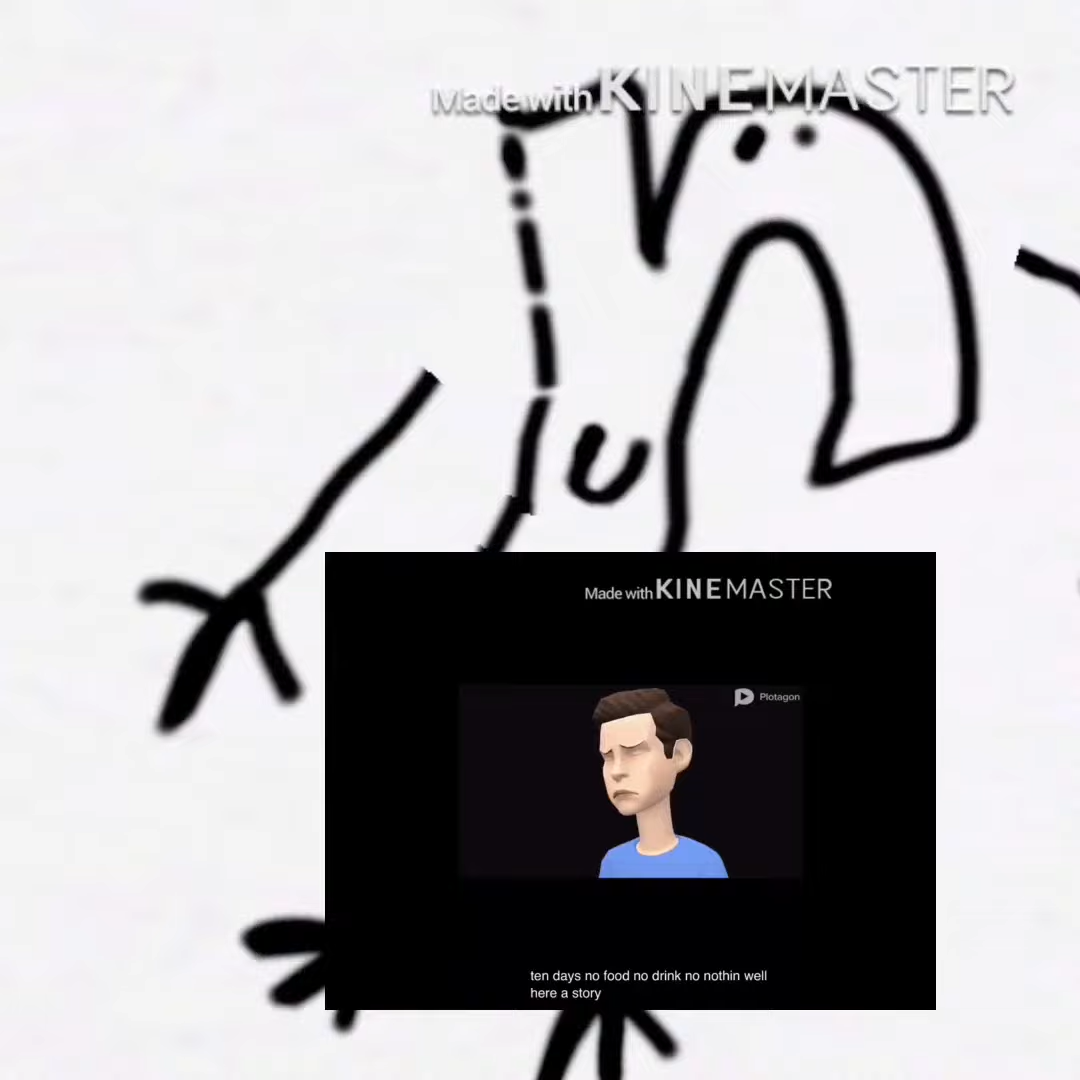 Made with KINEMASTER
Made with KINEMASTER
Plotagon
ten days no food no drink no nothin well
here a story